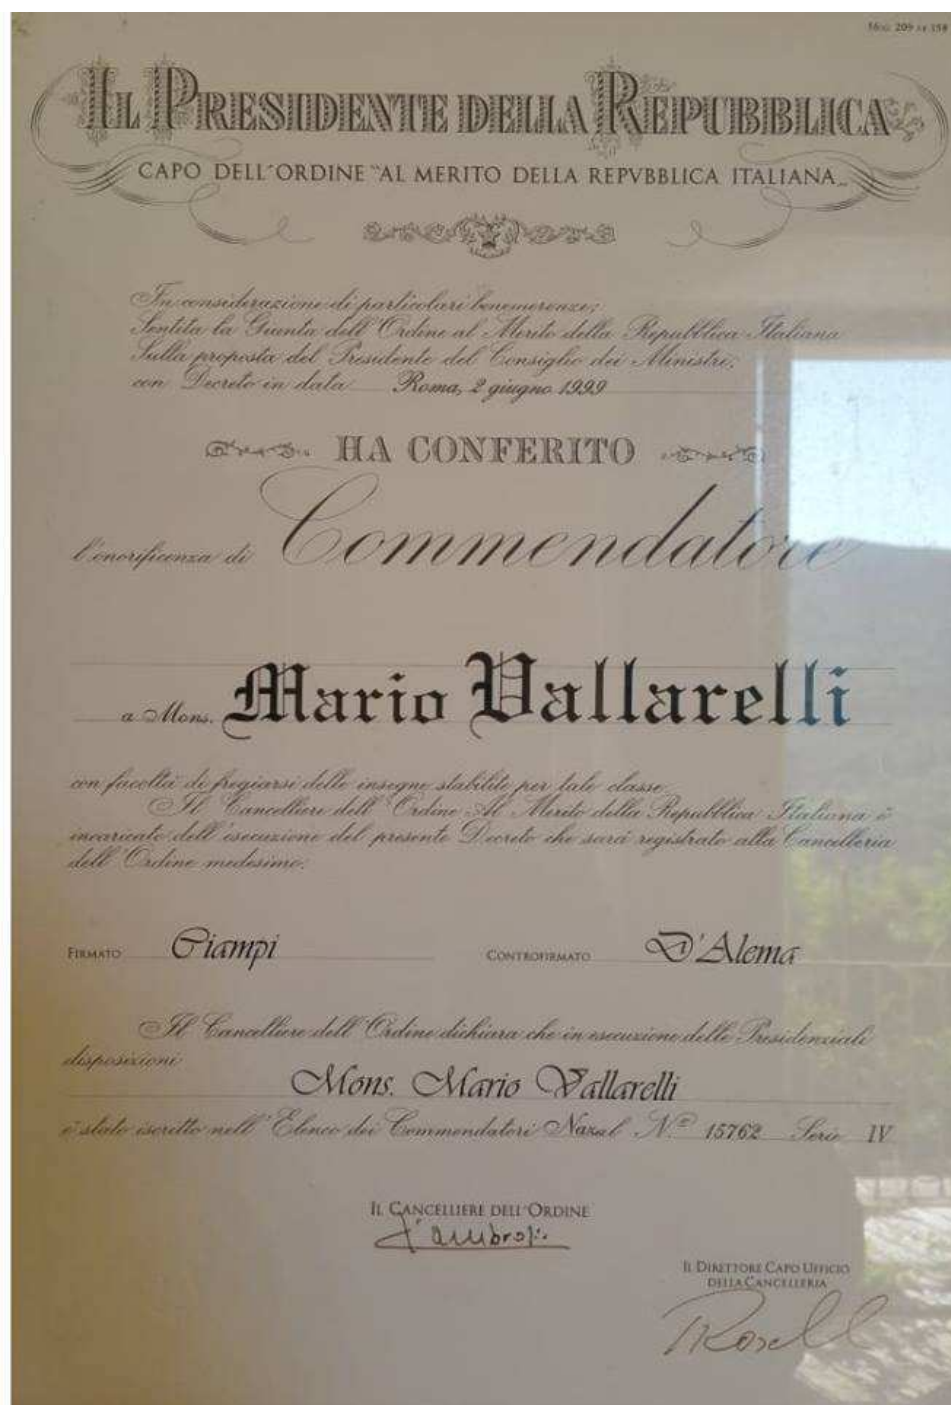 Mod. 209
IL PRESIDENTE DELLA REPUBBLICA
CAPO DELL'ORDINE "AL MERITO DELLA REPVBBLICA ITALIANA„
In considerazione di particolari benemerenze;
Sentita la Giunta dell'Ordine al Merito della Repubblica Italiana
Sulla proposta del Presidente del Consiglio dei Ministri;
con Decreto in data Roma, 2 giugno 1999
HA CONFERITO
l'onorificenza di Commendatore
a Mons. Mario Vallarelli
con facoltà di fregiarsi delle insegne stabilite per tale classe.
Il Cancelliere dell'Ordine Al Merito della Repubblica Italiana è
incaricato dell'esecuzione del presente Decreto che sarà registrato alla Cancelleria
dell'Ordine medesimo.
FIRMATO Ciampi CONTROFIRMATO D'Alema
Il Cancelliere dell'Ordine dichiara che in esecuzione delle Presidenziali
disposizioni
Mons. Mario Vallarelli
è stato iscritto nell'Elenco dei Commendatori Nazal N.º 15762 Serie IV
IL CANCELLIERE DELL'ORDINE
IL DIRETTORE CAPO UFFICIO
DELLA CANCELLERIA